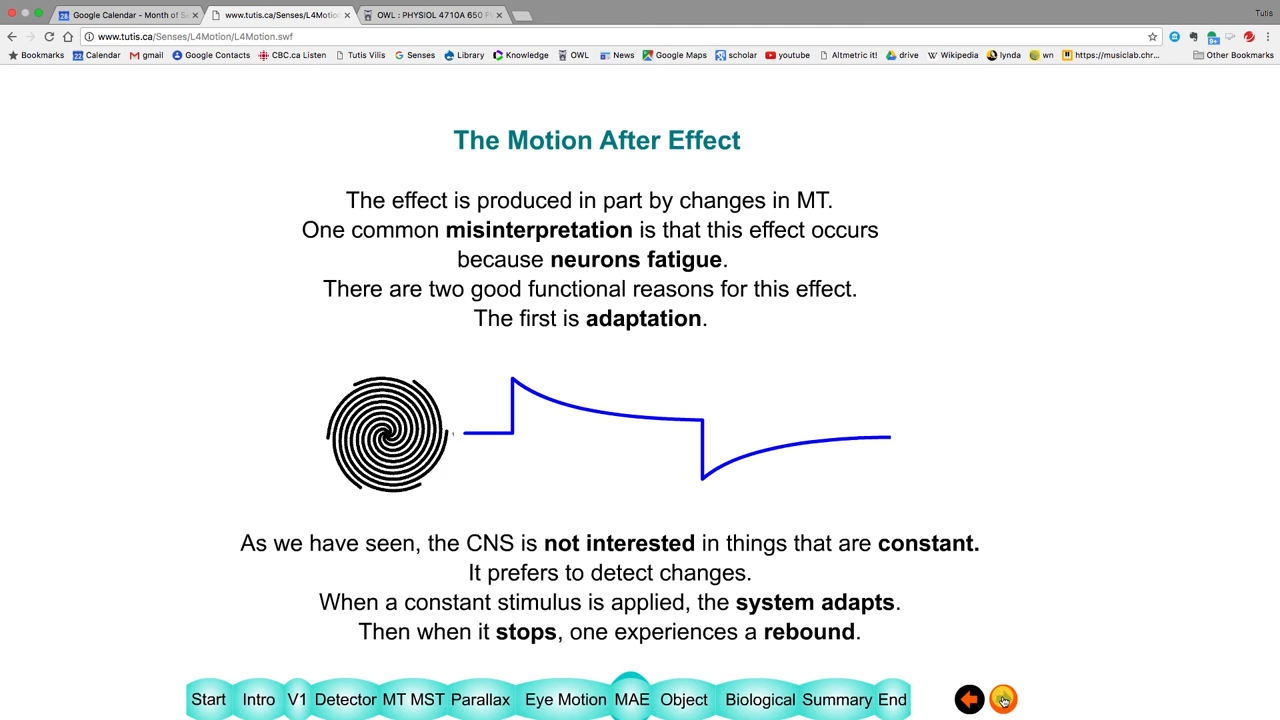 Google Calendar - Month of S
www.tutis.ca/Senses/L4Motio
OWL : PHYSIOL 4710A 650 F
Tutis
www.tutis.ca/Senses/L4Motion/L4Motion.swf
Bookmarks Calendar gmail Google Contacts CBC.ca Listen Tutis Vilis Senses Library Knowledge OWL News Google Maps scholar youtube Altmetric it! drive Wikipedia lynda wn https://musiclab.chr... Other Bookmarks
The Motion After Effect
The effect is produced in part by changes in MT.
One common misinterpretation is that this effect occurs
because neurons fatigue.
There are two good functional reasons for this effect.
The first is adaptation.
As we have seen, the CNS is not interested in things that are constant.
It prefers to detect changes.
When a constant stimulus is applied, the system adapts.
Then when it stops, one experiences a rebound.
Start Intro V1 Detector MT MST Parallax Eye Motion MAE Object Biological Summary End